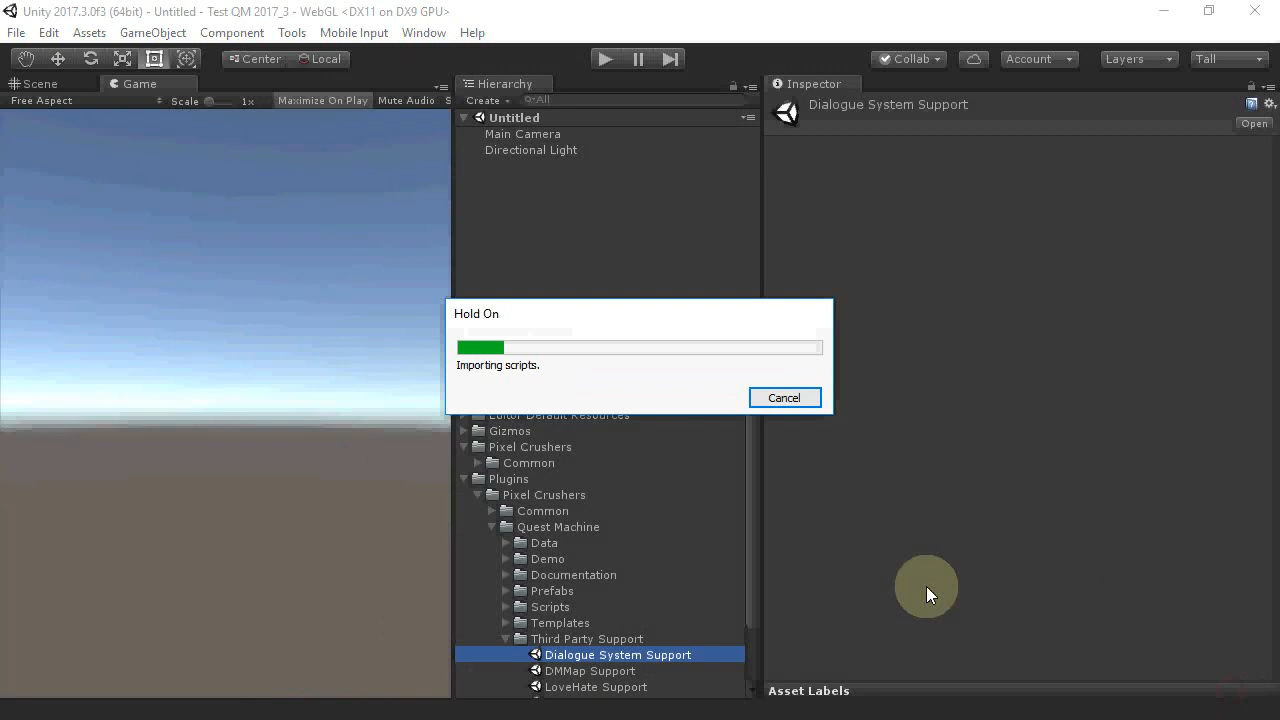 Unity 2017.3.0f3 (64bit) - Untitled - Test QM 2017_3 - WebGL <DX11 on DX9 GPU>
File Edit Assets GameObject Component Tools Mobile Input Window Help
Center Local Collab Account Layers Tall
Scene Game Hierarchy Inspector
Free Aspect Scale 1x Maximize On Play Mute Audio S Create All
Dialogue System Support
Open
Untitled
Main Camera
Directional Light
Hold On
Importing scripts.
Cancel
Editor Default Resources
Gizmos
Pixel Crushers
Common
Plugins
Pixel Crushers
Common
Quest Machine
Data
Demo
Documentation
Prefabs
Scripts
Templates
Third Party Support
Dialogue System Support
DMMap Support
LoveHate Support
Asset Labels